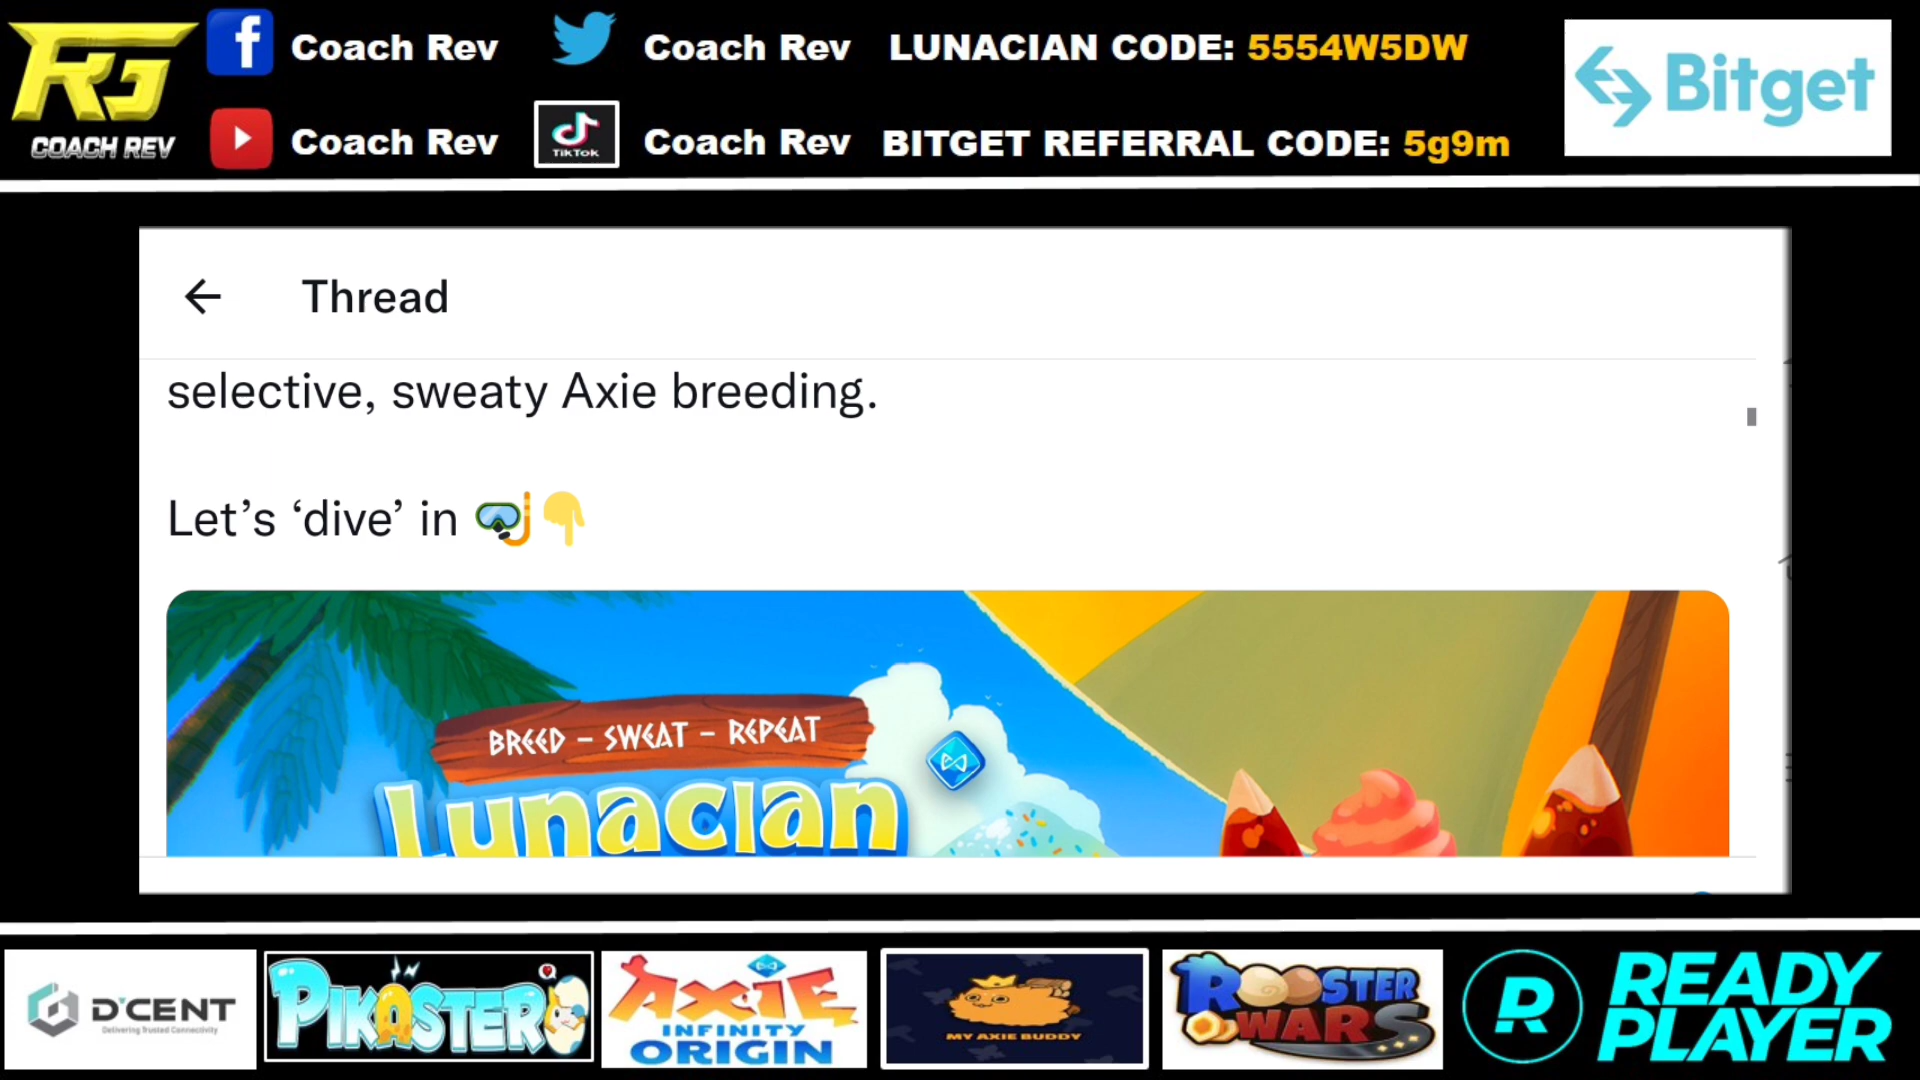 Coach Rev
Coach Rev
LUNACIAN CODE: 5554W5DW
Bitget
COACH REV
Coach Rev
TikTok
Coach Rev
BITGET REFERRAL CODE: 5g9m
Thread
selective, sweaty Axie breeding.
Let’s ‘dive’ in
BREED – SWEAT – REPEAT
Lunacian
D'CENT
Delivering Trusted Connectivity
PIKASTER
AXIE
INFINITY
ORIGIN
MY AXIE BUDDY
ROOSTER
WARS
READY
PLAYER